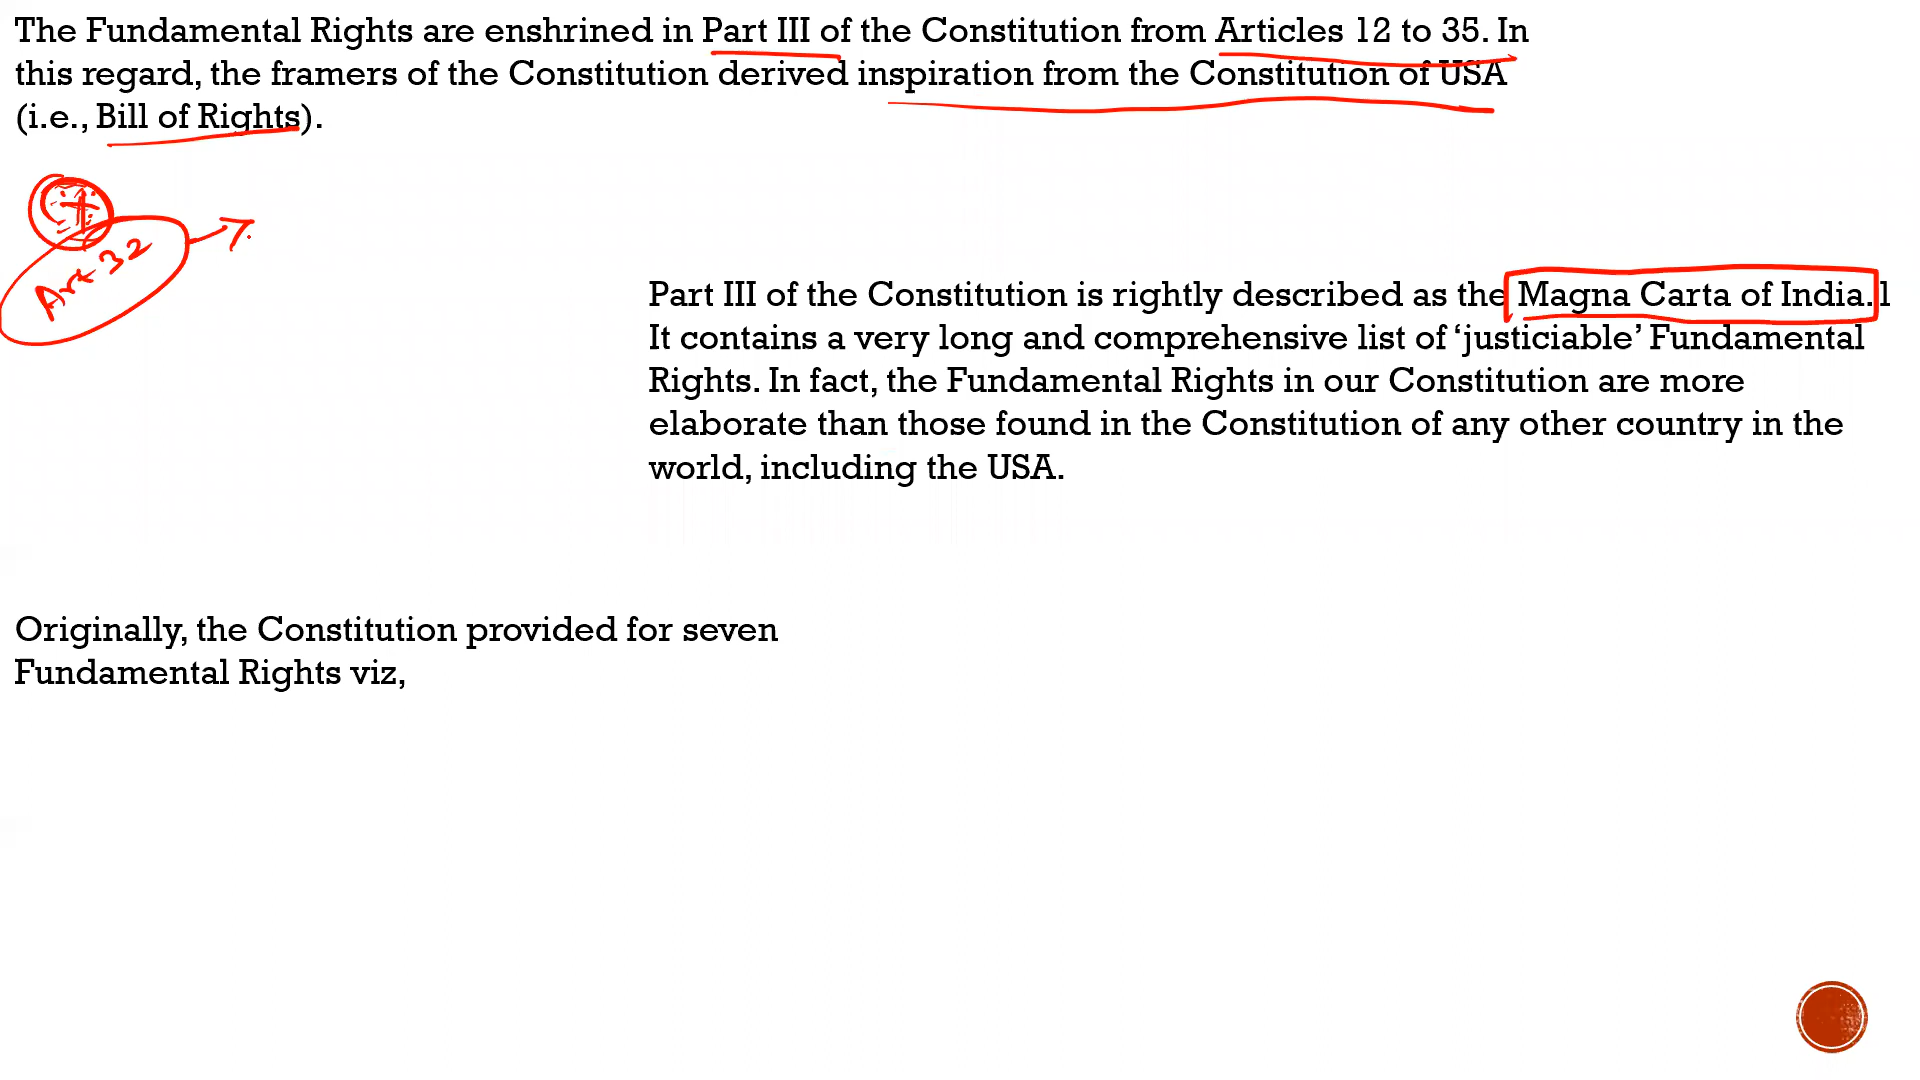 The Fundamental Rights are enshrined in Part III of the Constitution from Articles 12 to 35. In
this regard, the framers of the Constitution derived inspiration from the Constitution of USA
(i.e., Bill of Rights).
Art 32
Part III of the Constitution is rightly described as the Magna Carta of India.1
It contains a very long and comprehensive list of ‘justiciable’ Fundamental
Rights. In fact, the Fundamental Rights in our Constitution are more
elaborate than those found in the Constitution of any other country in the
world, including the USA.
Originally, the Constitution provided for seven
Fundamental Rights viz,